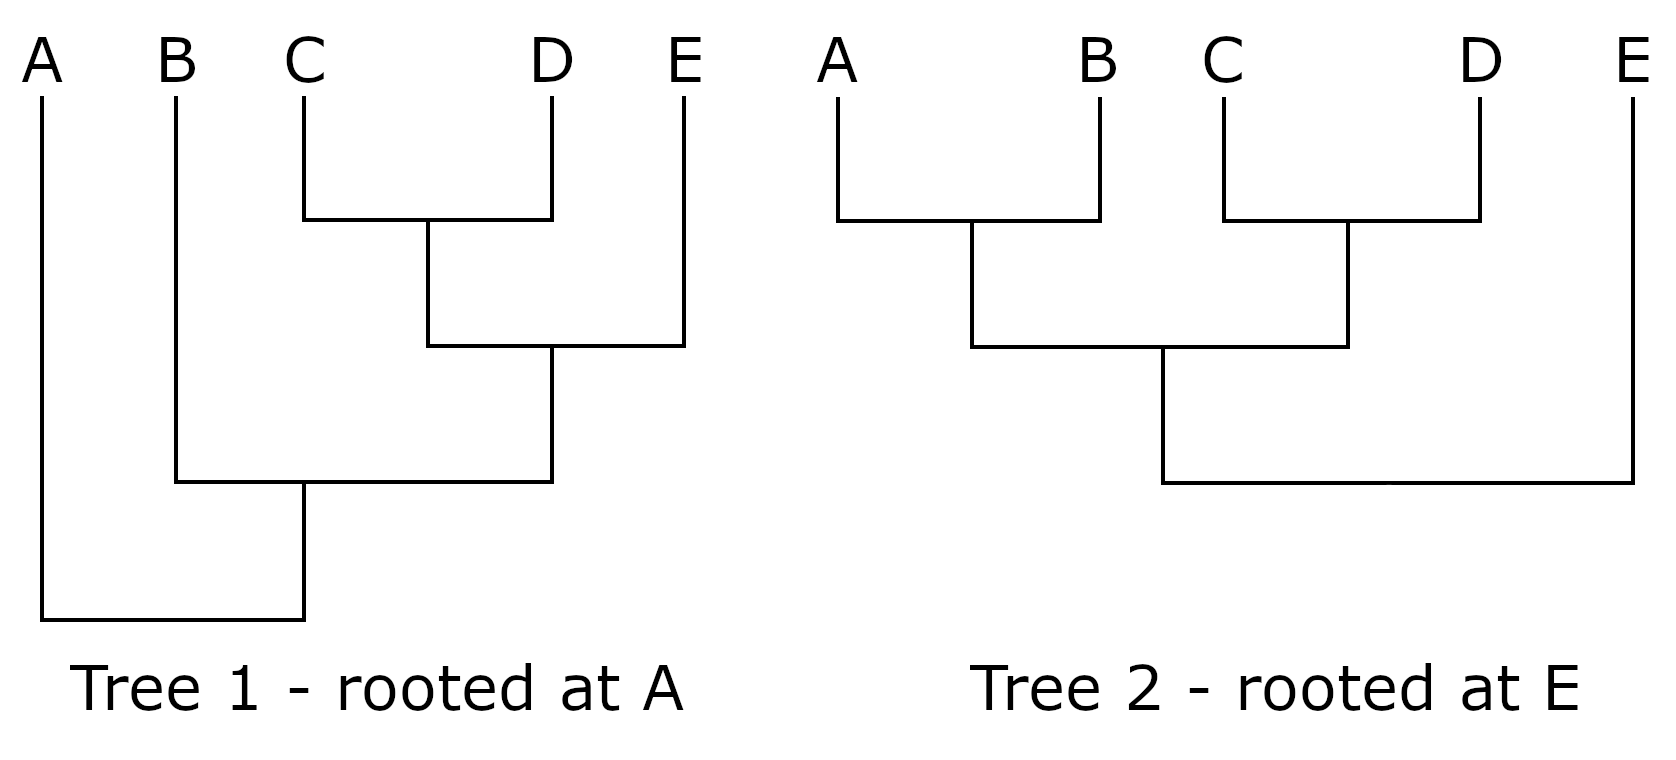 A B C D E A B C D E
Tree 1 - rooted at A Tree 2 - rooted at E